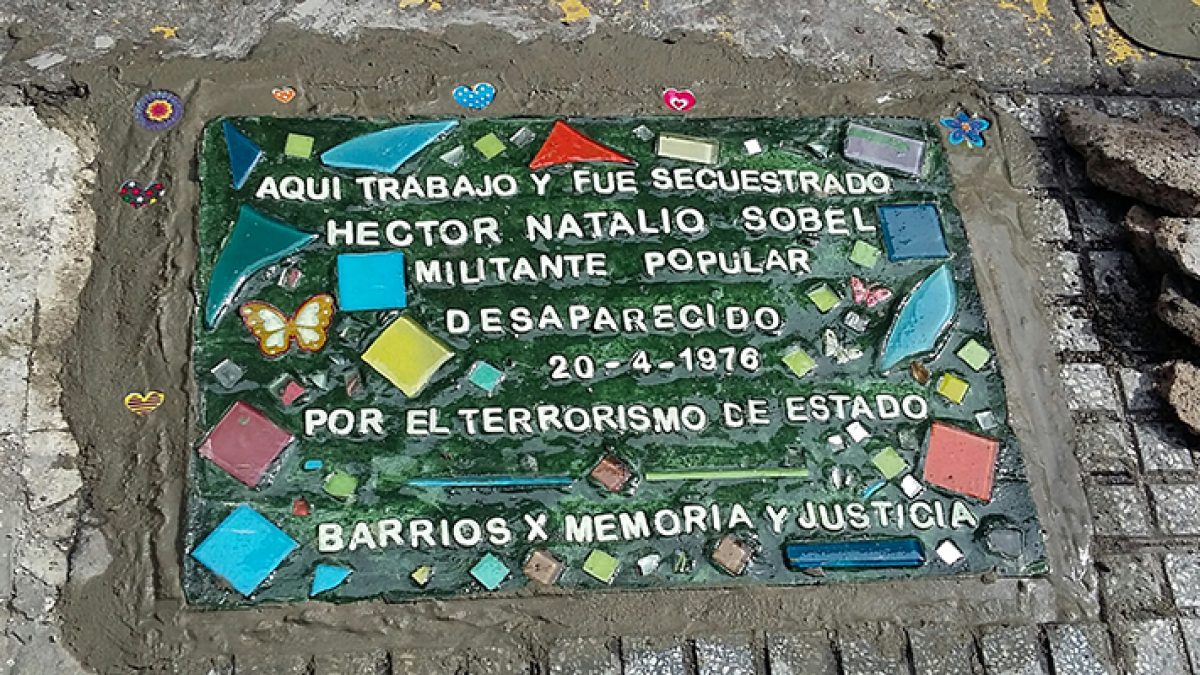 AQUI TRABAJO Y FUE SECUESTRADO
HECTOR NATALIO SOBEL
MILITANTE POPULAR
DESAPARECIDO
20-4-1976
POR EL TERRORISMO DE ESTADO
BARRIOS X MEMORIA Y JUSTICIA